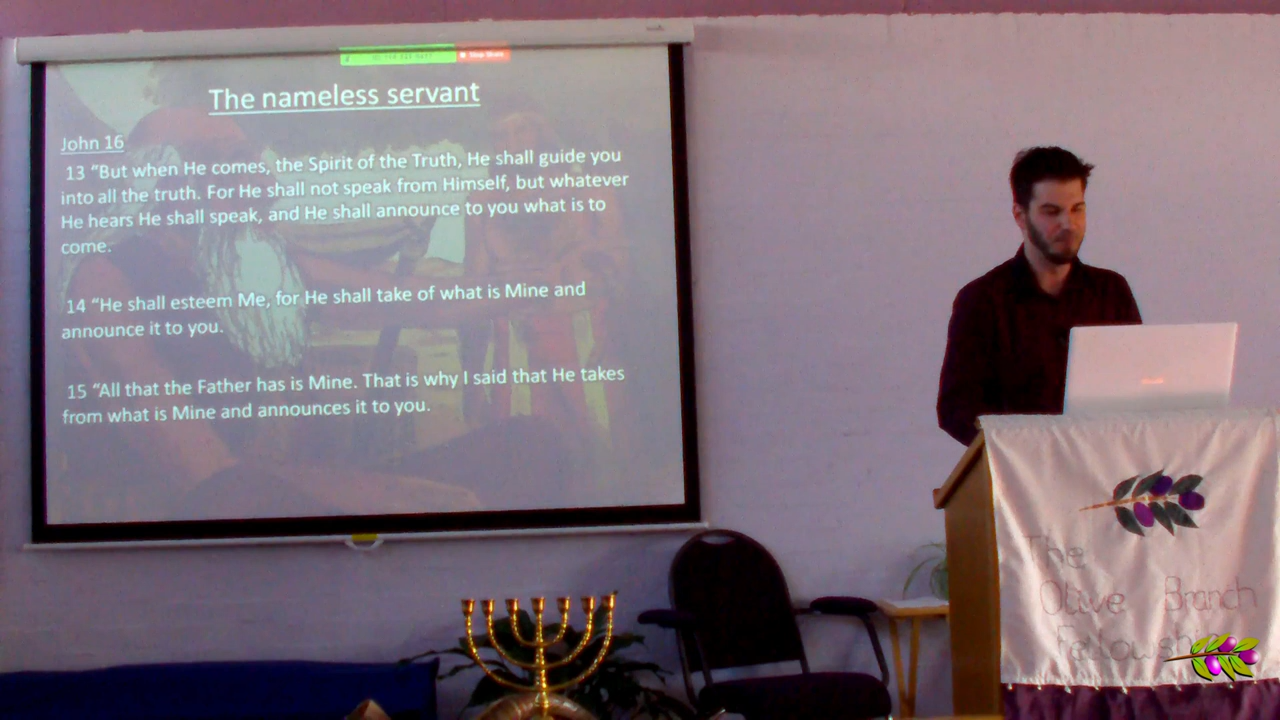 Stop Share
The nameless servant
John 16
13 “But when He comes, the Spirit of the Truth, He shall guide you
into all the truth. For He shall not speak from Himself, but whatever
He hears He shall speak, and He shall announce to you what is to
come.
14 “He shall esteem Me, for He shall take of what is Mine and
announce it to you.
15 “All that the Father has is Mine. That is why I said that He takes
from what is Mine and announces it to you.
The
Olive Branch
Fellowship